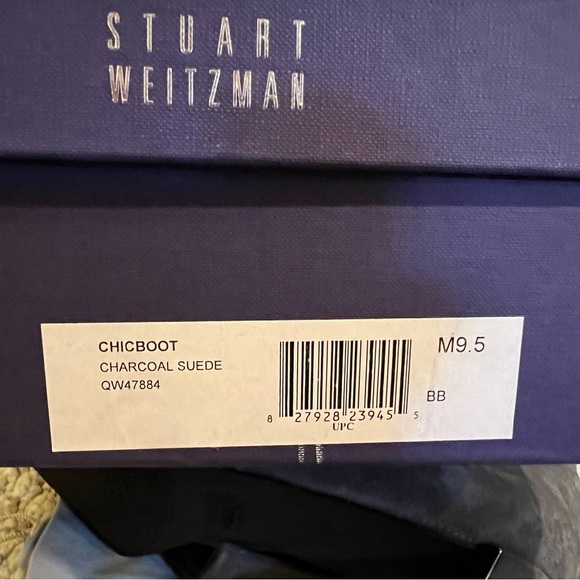 STUART
WEITZMAN
CHICBOOT
CHARCOAL SUEDE
QW47884
M9.5
BB
8 27928 23945 5
UPC